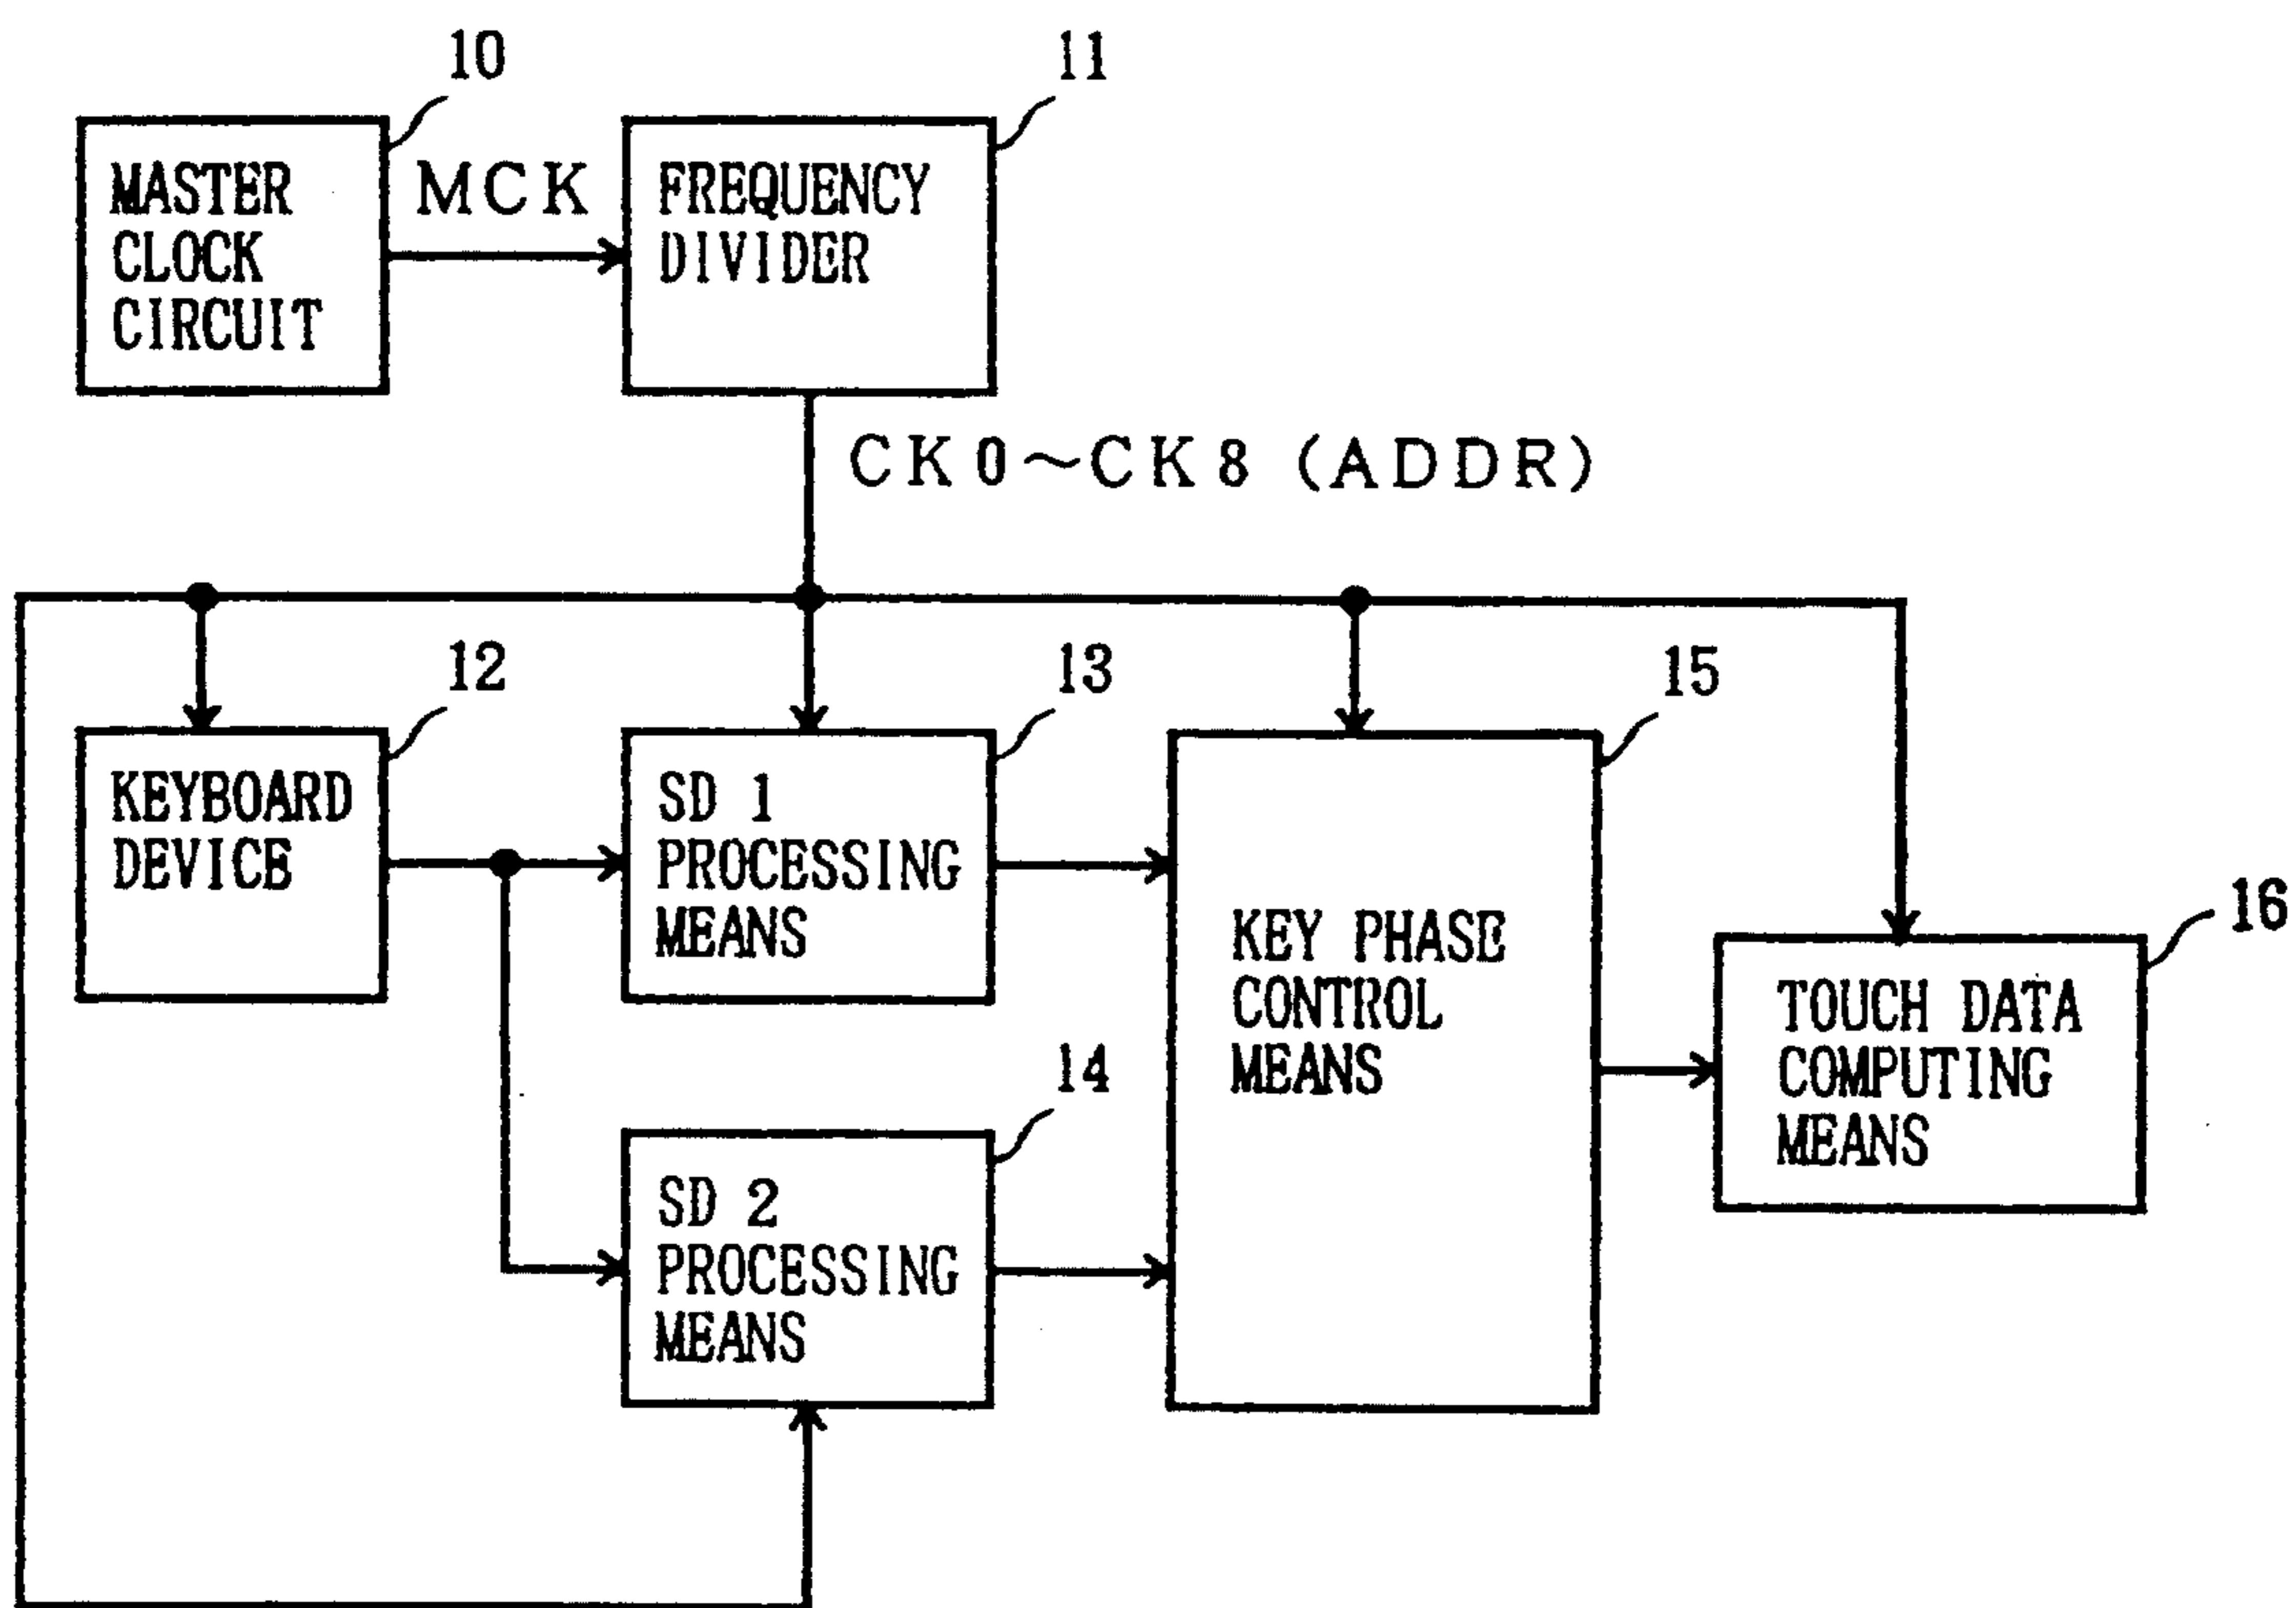 10
11
MASTER
CLOCK
CIRCUIT
MCK
FREQUENCY
DIVIDER
CK0～CK8 (ADDR)
12
13
15
KEYBOARD
DEVICE
SD 1
PROCESSING
MEANS
KEY PHASE
CONTROL
MEANS
16
TOUCH DATA
COMPUTING
MEANS
14
SD 2
PROCESSING
MEANS